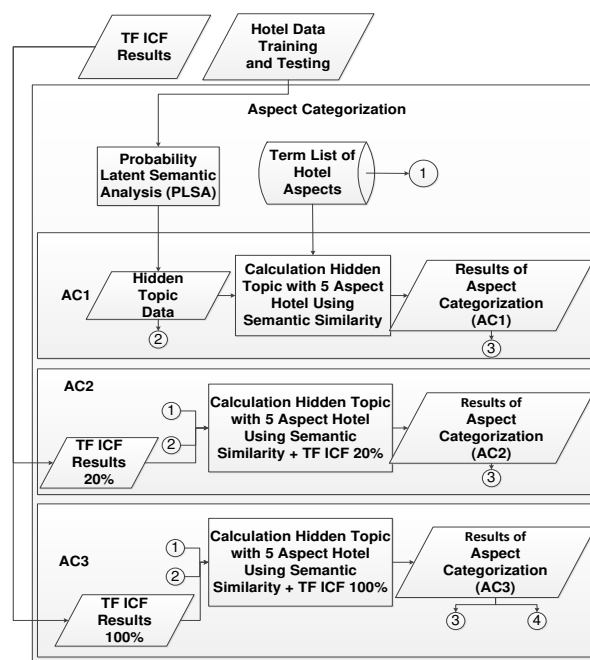 TF ICF
Results
Hotel Data
Training
and Testing
Aspect Categorization
Probability
Latent Semantic
Analysis (PLSA)
Term List of
Hotel
Aspects
1
AC1
Hidden
Topic
Data
2
Calculation Hidden
Topic with 5 Aspect
Hotel Using
Semantic Similarity
Results of
Aspect
Categorization
(AC1)
3
AC2
1
2
TF ICF
Results
20%
Calculation Hidden Topic
with 5 Aspect Hotel
Using Semantic
Similarity + TF ICF 20%
Results of
Aspect
Categorization
(AC2)
3
AC3
1
2
TF ICF
Results
100%
Calculation Hidden Topic
with 5 Aspect Hotel
Using Semantic
Similarity + TF ICF 100%
Results of
Aspect
Categorization
(AC3)
3
4